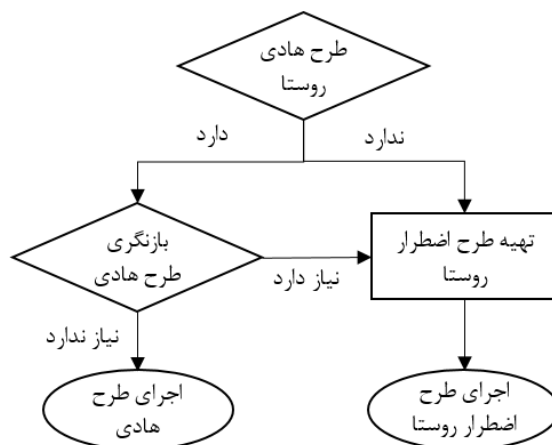 طرح هادی
روستا
ندارد
دارد
بازنگری
طرح هادی
تهیه طرح اضطرار
روستا
نیاز دارد
نیاز ندارد
اجرای طرح
هادی
اجرای طرح
اضطرار روستا